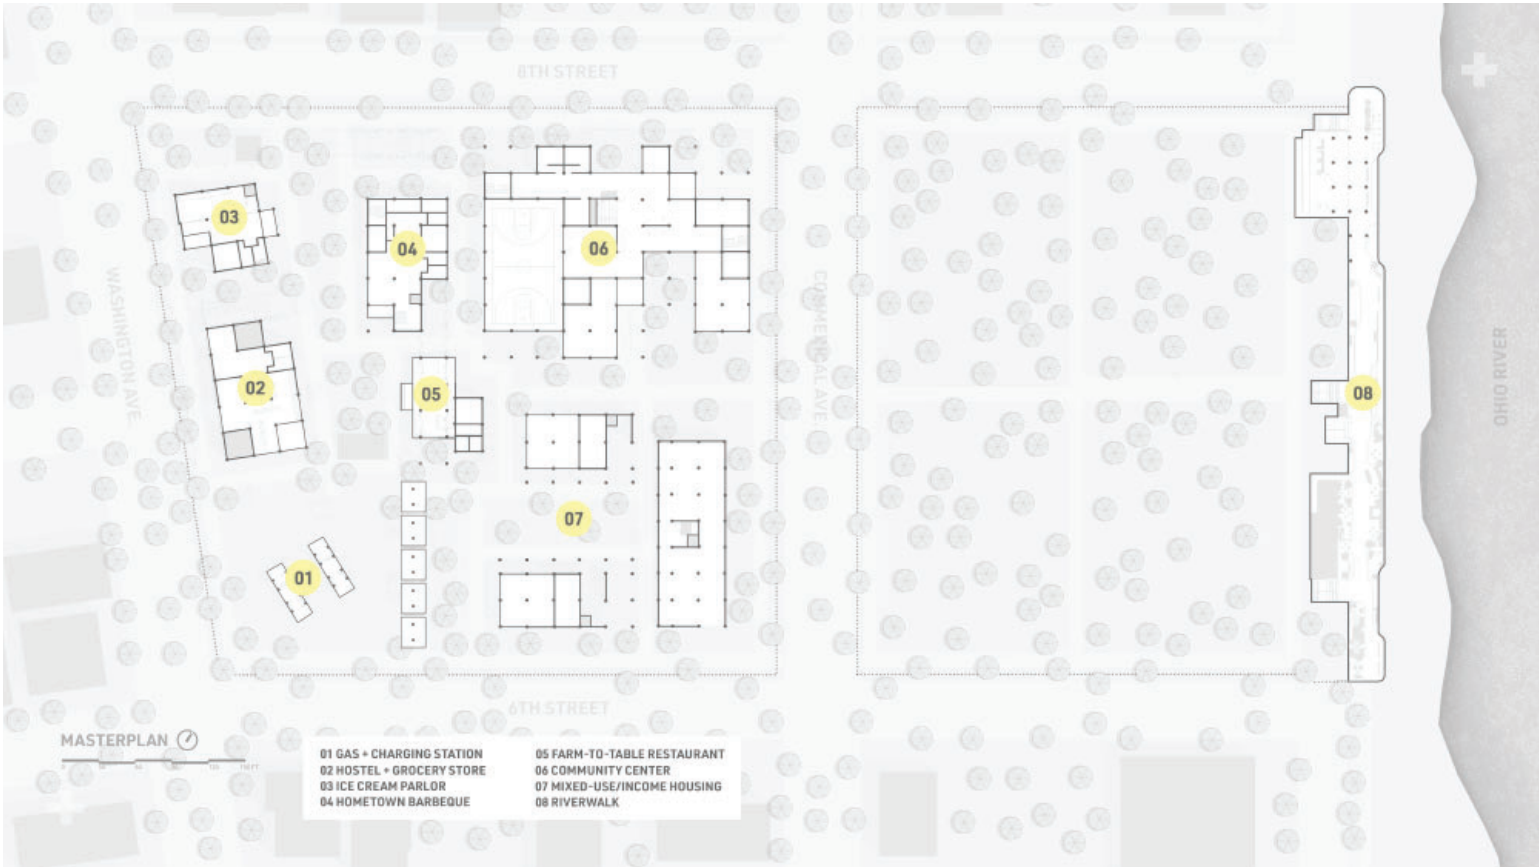 8TH STREET
03
04
06
WASHINGTON AVE.
COMMERICAL AVE
02
05
08
OHIO RIVER
07
01
6TH STREET
MASTERPLAN
01 GAS + CHARGING STATION
02 HOSTEL + GROCERY STORE
03 ICE CREAM PARLOR
04 HOMETOWN BARBEQUE
05 FARM-TO-TABLE RESTAURANT
06 COMMUNITY CENTER
07 MIXED-USE/INCOME HOUSING
08 RIVERWALK